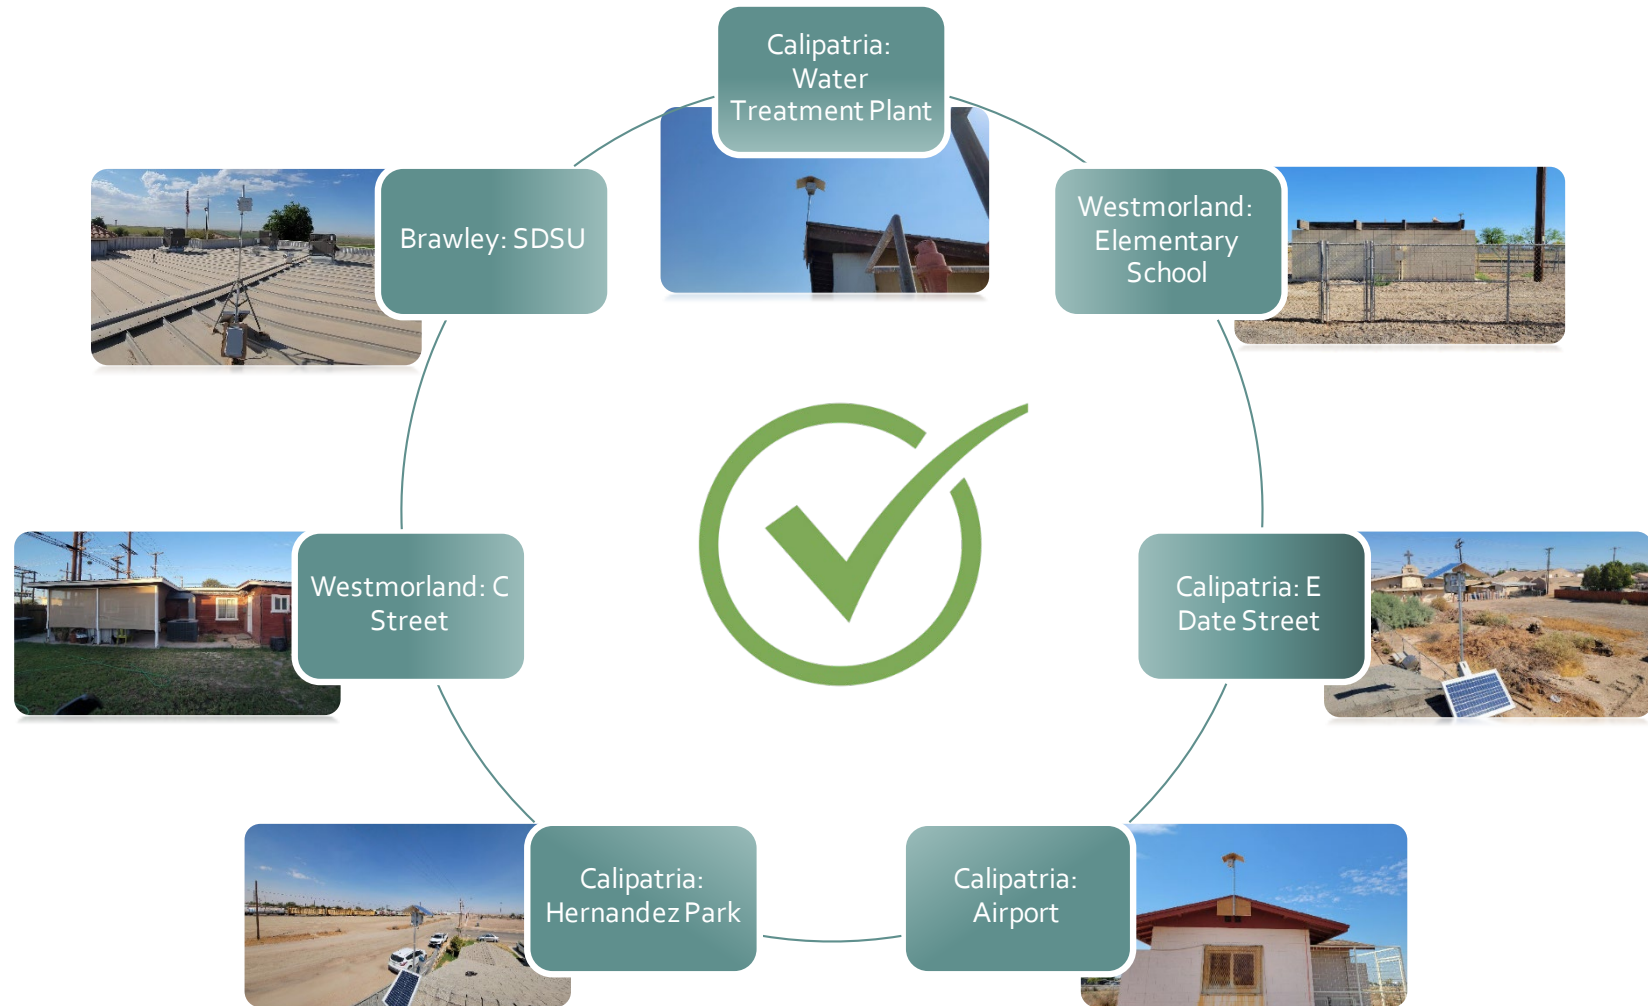 Calipatria:
Water
Treatment Plant
Westmorland:
Elementary
School
Calipatria: E
Date Street
Calipatria:
Airport
Calipatria:
Hernandez Park
Westmorland: C
Street
Brawley: SDSU